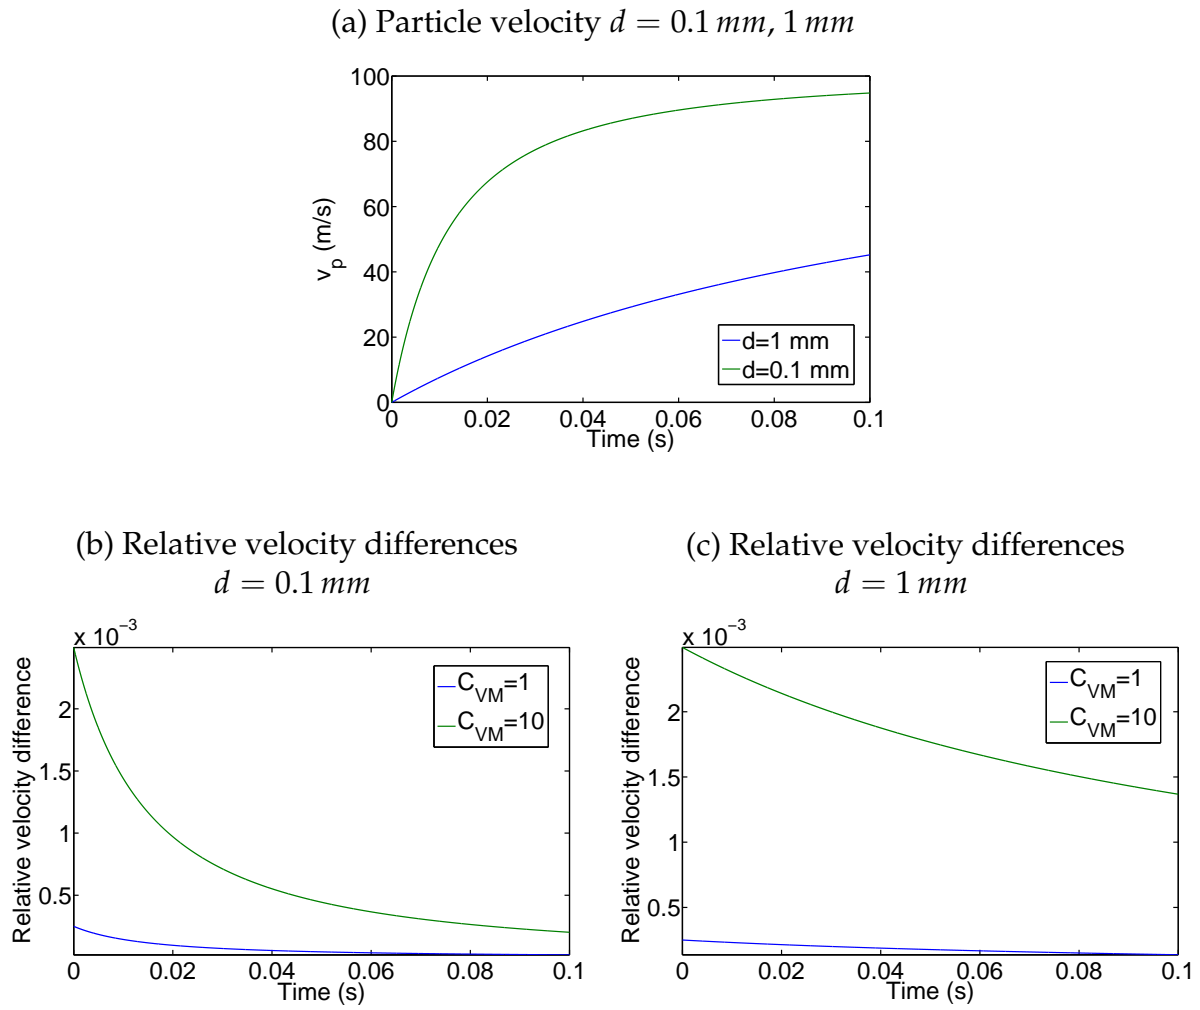 (a) Particle velocity d = 0.1 mm, 1 mm
100
80
60
40
20
0
v_p (m/s)
d=1 mm
d=0.1 mm
0 0.02 0.04 0.06 0.08 0.1
Time (s)
(b) Relative velocity differences
d = 0.1 mm
x 10^−3
2
1.5
1
0.5
Relative velocity difference
C_VM=1
C_VM=10
0 0.02 0.04 0.06 0.08 0.1
Time (s)
(c) Relative velocity differences
d = 1 mm
x 10^−3
2
1.5
1
0.5
Relative velocity difference
C_VM=1
C_VM=10
0 0.02 0.04 0.06 0.08 0.1
Time (s)